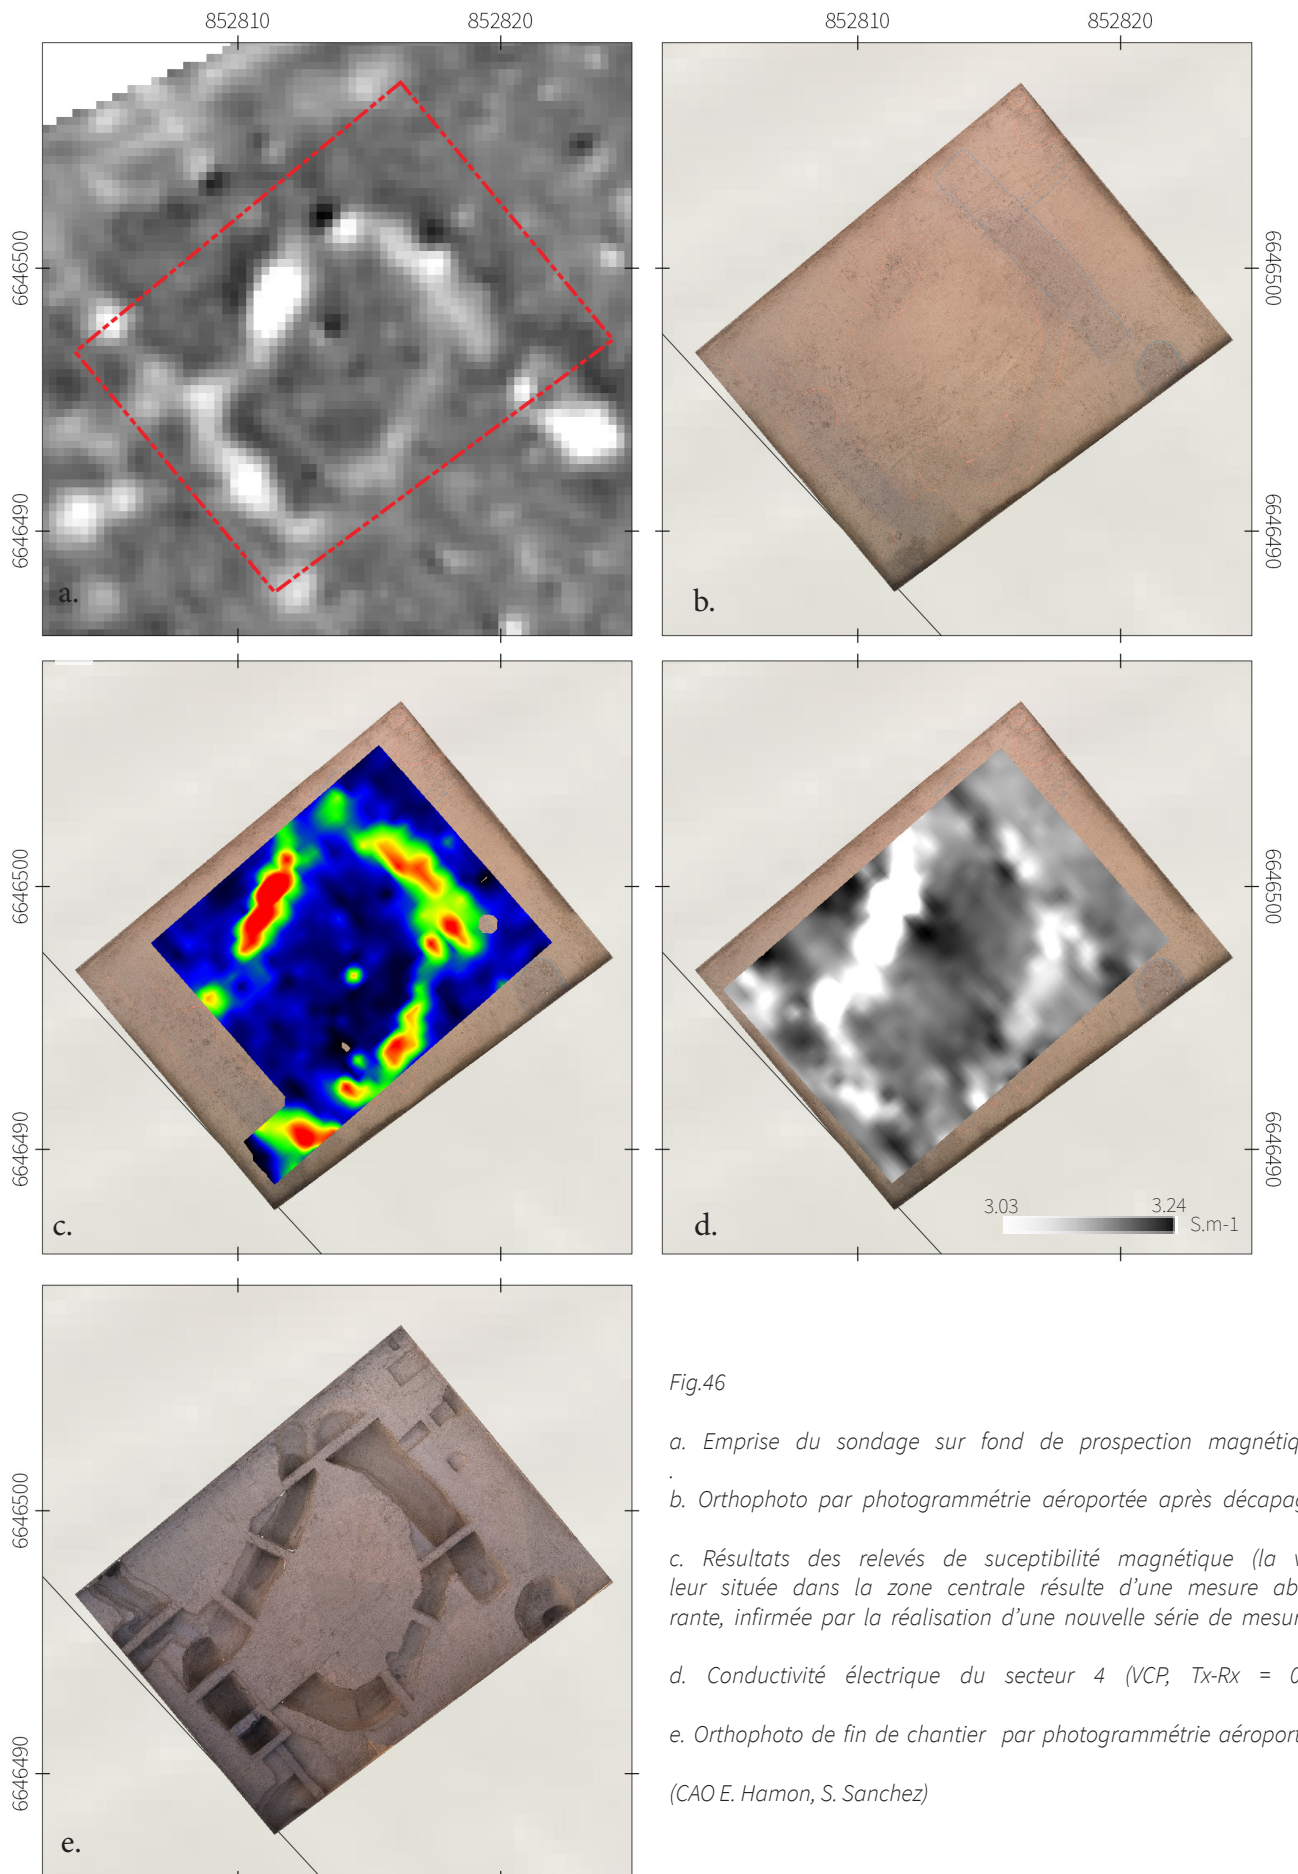 852810
852820
852810
852820
6646500
6646490
a.
b.
6646500
6646490
6646500
6646490
c.
d.
3.03
3.24
S.m-1
6646500
6646490
6646500
6646490
e.
Fig.46
a. Emprise du sondage sur fond de prospection magnétiq
.
b. Orthophoto par photogrammétrie aéroportée après décapag
c. Résultats des relevés de suceptibilité magnétique (la v
leur située dans la zone centrale résulte d'une mesure ab
rante, infirmée par la réalisation d'une nouvelle série de mesur
d. Conductivité électrique du secteur 4 (VCP, Tx-Rx = 0
e. Orthophoto de fin de chantier par photogrammétrie aéroport
(CAO E. Hamon, S. Sanchez)